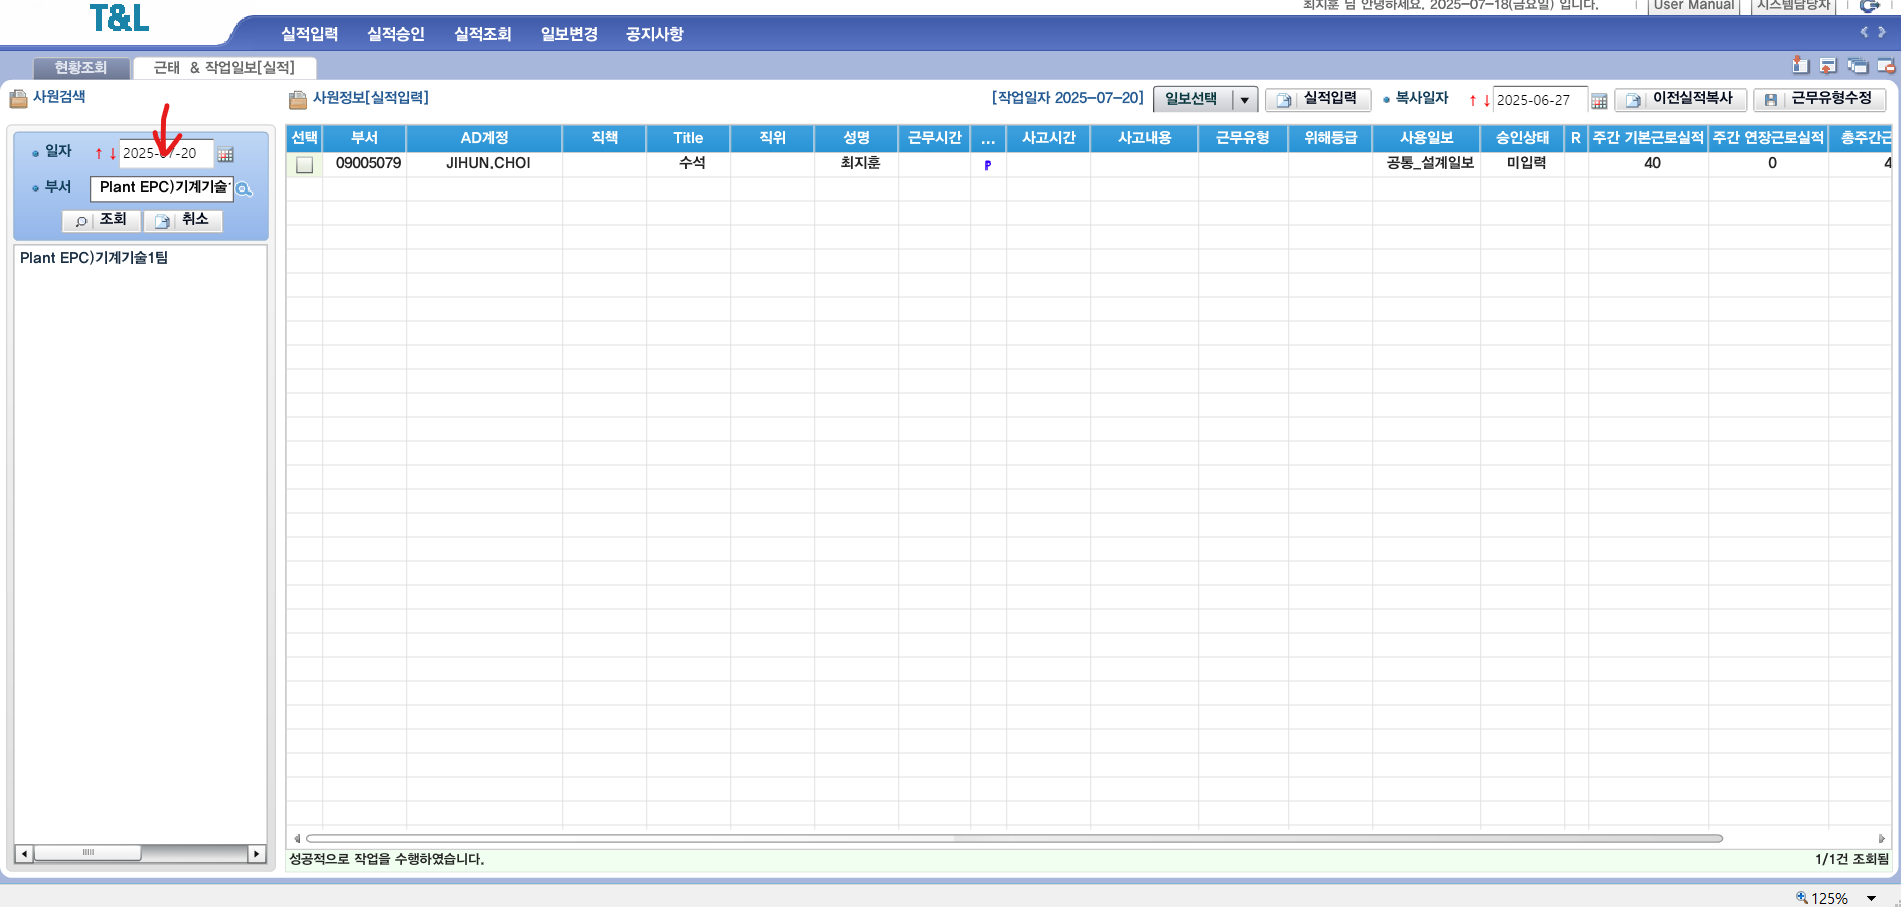 T&L
최지훈 님 안녕하세요. 2025-07-18(금요일) 입니다.
User Manual
시스템담당자
실적입력 실적승인 실적조회 일보변경 공지사항
현황조회
근태 & 작업일보[실적]
사원검색
사원정보[실적입력]
[작업일자 2025-07-20] 일보선택 실적입력 복사일자 ↑ ↓ 2025-06-27 이전실적복사 근무유형수정
일자 ↑ ↓ 2025-07-20
부서 Plant EPC)기계기술
조회 취소
Plant EPC)기계기술1팀
선택 부서 AD계정 직책 Title 직위 성명 근무시간 ... 사고시간 사고내용 근무유형 위해등급 사용일보 승인상태 R 주간 기본근로실적 주간 연장근로실적 총주간근
09005079 JIHUN.CHOI 수석 최지훈 P 공통_설계일보 미입력 40 0 4
성공적으로 작업을 수행하였습니다.
1/1건 조회됨
125%